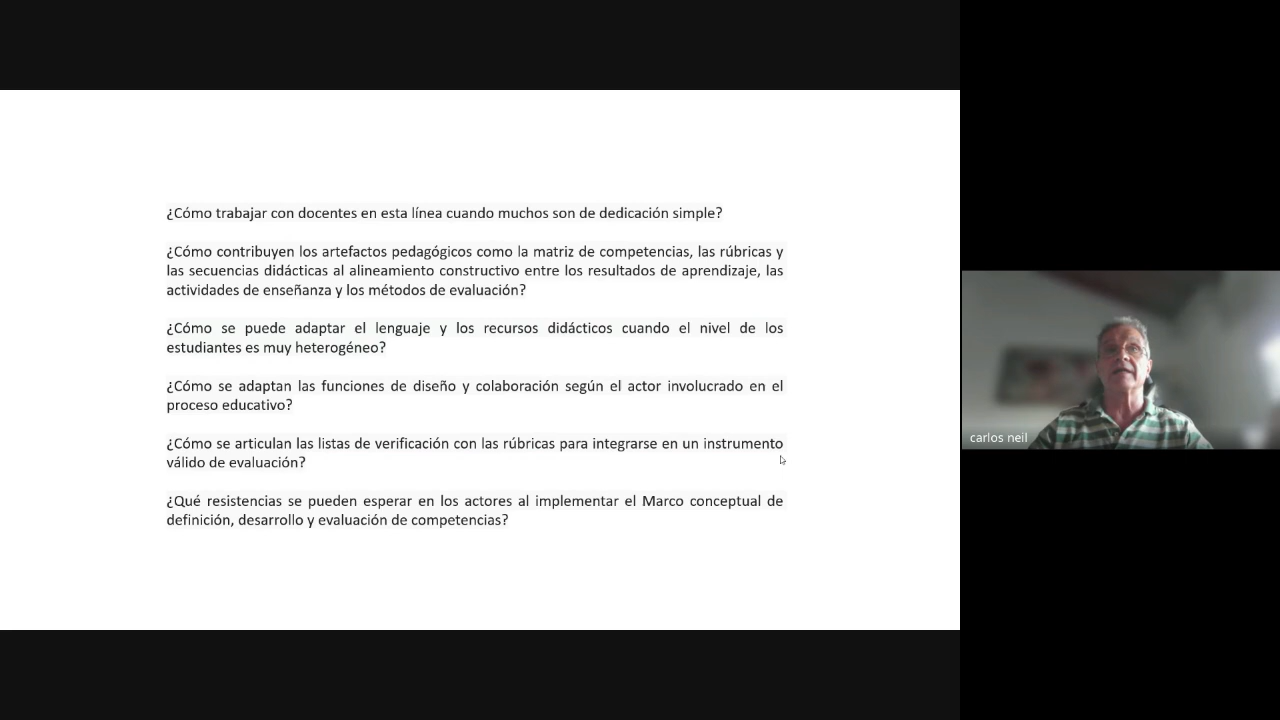 ¿Cómo trabajar con docentes en esta línea cuando muchos son de dedicación simple?
¿Cómo contribuyen los artefactos pedagógicos como la matriz de competencias, las rúbricas y
las secuencias didácticas al alineamiento constructivo entre los resultados de aprendizaje, las
actividades de enseñanza y los métodos de evaluación?
¿Cómo se puede adaptar el lenguaje y los recursos didácticos cuando el nivel de los
estudiantes es muy heterogéneo?
¿Cómo se adaptan las funciones de diseño y colaboración según el actor involucrado en el
proceso educativo?
¿Cómo se articulan las listas de verificación con las rúbricas para integrarse en un instrumento
válido de evaluación?
¿Qué resistencias se pueden esperar en los actores al implementar el Marco conceptual de
definición, desarrollo y evaluación de competencias?
carlos neil